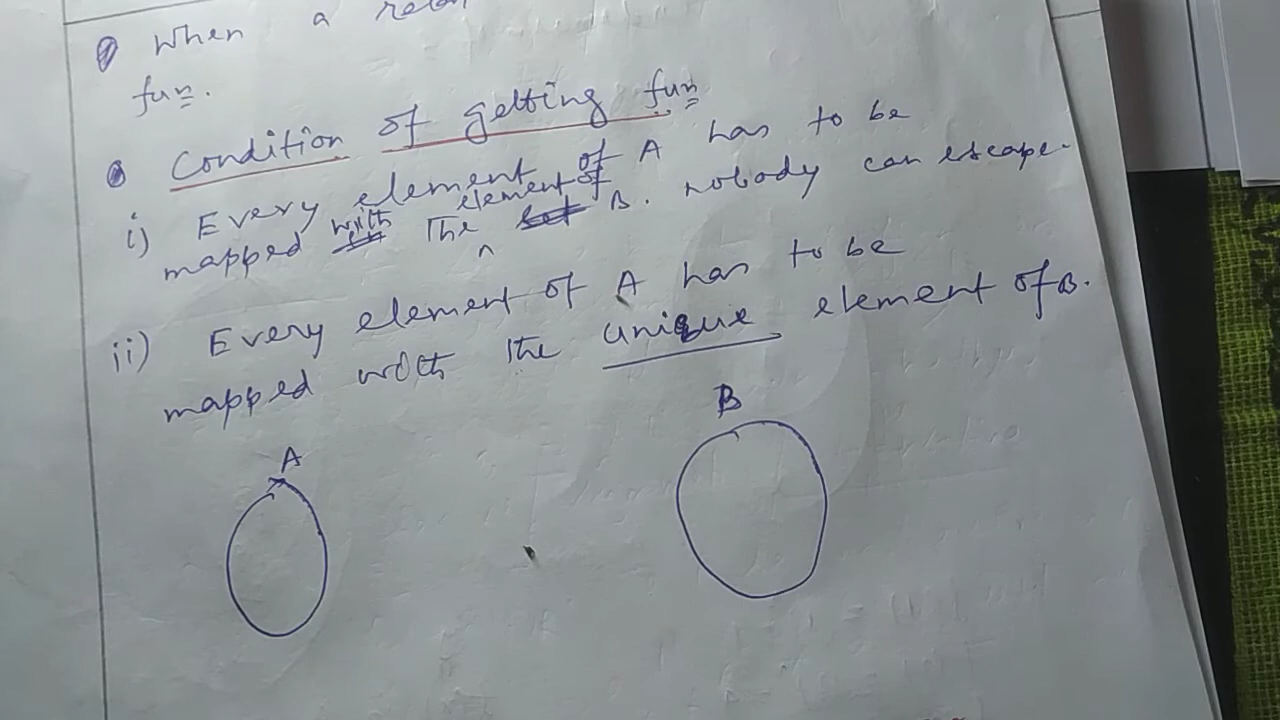 When a
fun.
Condition of getting fun
i) Every element of A has to be
mapped with the element of B. nobody can escape.
ii) Every element of A has to be
mapped with the unique element of B.
A
B